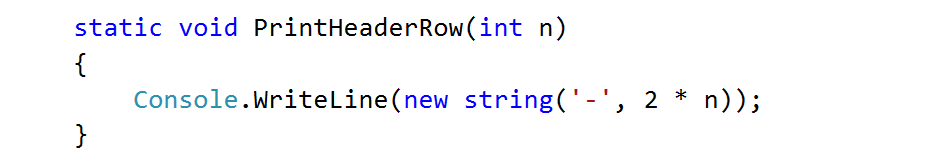 static void PrintHeaderRow(int n)
{
    Console.WriteLine(new string('-', 2 * n));
}